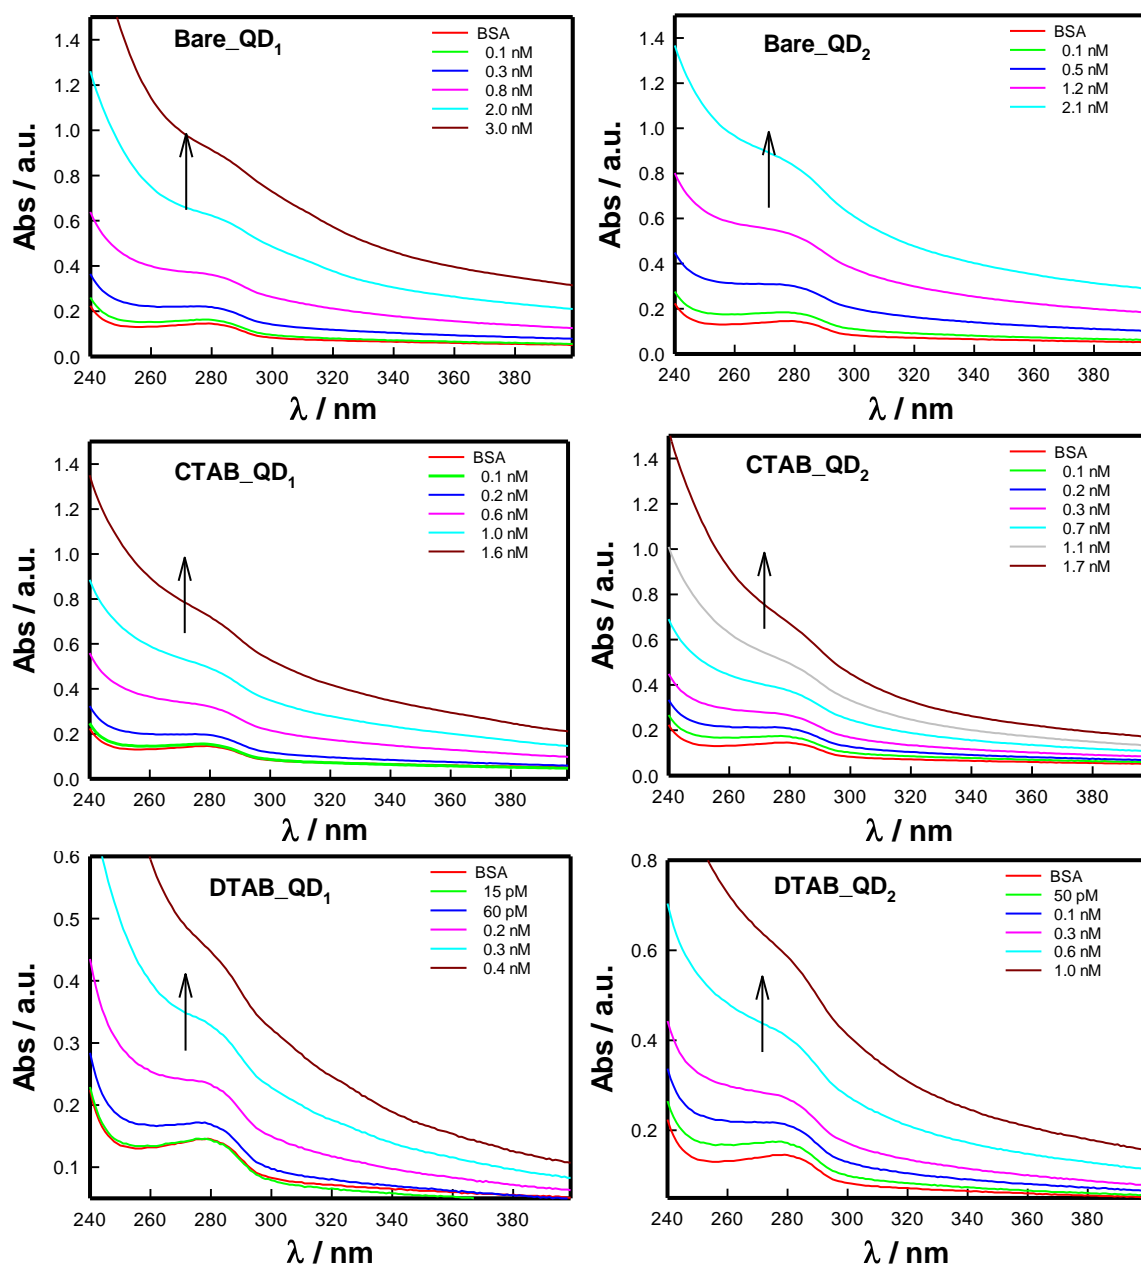 Bare_QD1
BSA
0.1 nM
0.3 nM
0.8 nM
2.0 nM
3.0 nM
Abs / a.u.
1.4
1.2
1.0
0.8
0.6
0.4
0.2
0.0
240 260 280 300 320 340 360 380
λ / nm
Bare_QD2
BSA
0.1 nM
0.5 nM
1.2 nM
2.1 nM
Abs / a.u.
1.4
1.2
1.0
0.8
0.6
0.4
0.2
0.0
240 260 280 300 320 340 360 380
λ / nm
CTAB_QD1
BSA
0.1 nM
0.2 nM
0.6 nM
1.0 nM
1.6 nM
Abs / a.u.
1.4
1.2
1.0
0.8
0.6
0.4
0.2
0.0
240 260 280 300 320 340 360 380
λ / nm
CTAB_QD2
BSA
0.1 nM
0.2 nM
0.3 nM
0.7 nM
1.1 nM
1.7 nM
Abs / a.u.
1.4
1.2
1.0
0.8
0.6
0.4
0.2
0.0
240 260 280 300 320 340 360 380
λ / nm
DTAB_QD1
BSA
15 pM
60 pM
0.2 nM
0.3 nM
0.4 nM
Abs / a.u.
0.6
0.5
0.4
0.3
0.2
0.1
240 260 280 300 320 340 360 380
λ / nm
DTAB_QD2
BSA
50 pM
0.1 nM
0.3 nM
0.6 nM
1.0 nM
Abs / a.u.
0.8
0.6
0.4
0.2
240 260 280 300 320 340 360 380
λ / nm